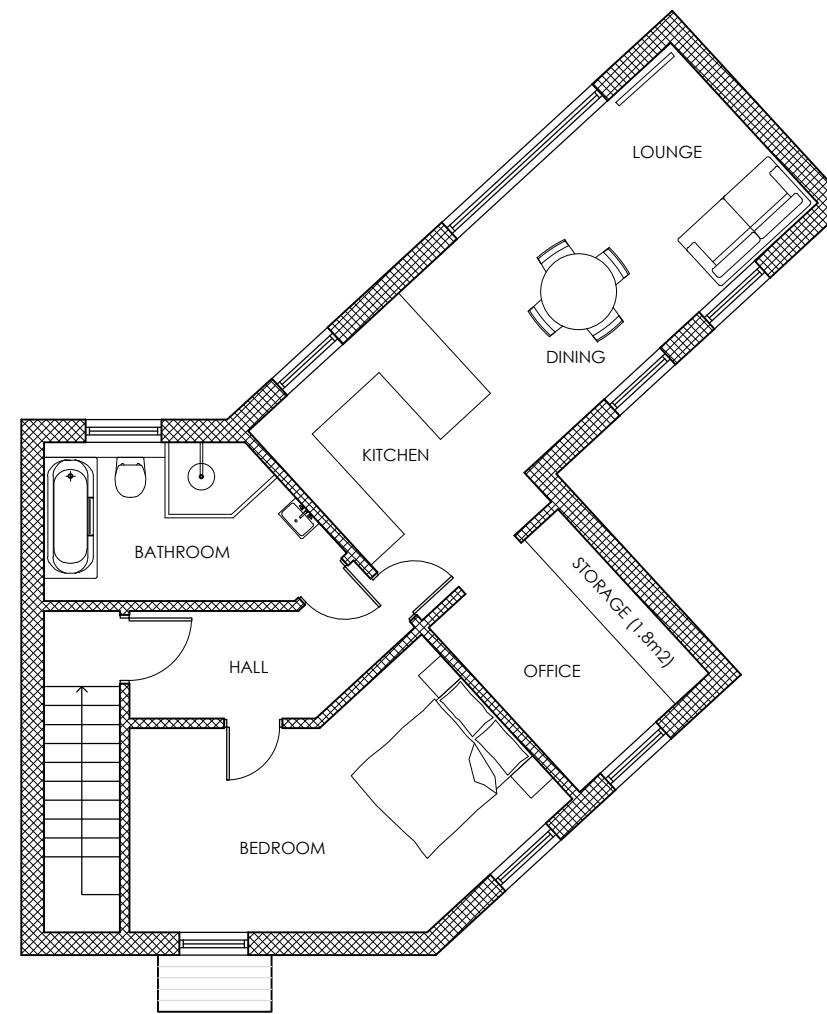 LOUNGE
DINING
KITCHEN
BATHROOM
STORAGE (1.8m2)
HALL
OFFICE
BEDROOM